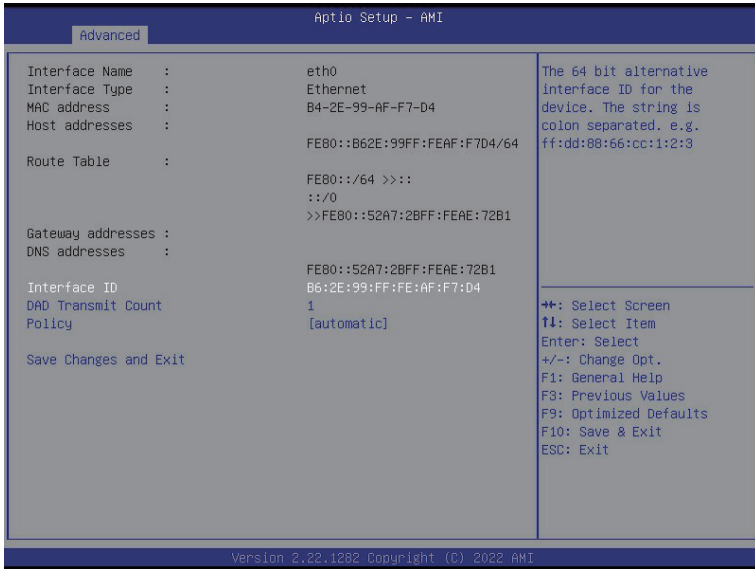 Aptio Setup – AMI
Advanced
Interface Name : eth0
Interface Type : Ethernet
MAC address : B4-2E-99-AF-F7-D4
Host addresses :
FE80::B62E:99FF:FEAF:F7D4/64
Route Table :
FE80::/64 >>::
::/0
>>FE80::52A7:2BFF:FEAE:72B1
Gateway addresses :
DNS addresses :
FE80::52A7:2BFF:FEAE:72B1
Interface ID B6:2E:99:FF:FE:AF:F7:D4
DAD Transmit Count 1
Policy [automatic]
Save Changes and Exit
The 64 bit alternative
interface ID for the
device. The string is
colon separated. e.g.
ff:dd:88:66:cc:1:2:3
→←: Select Screen
↑↓: Select Item
Enter: Select
+/-: Change Opt.
F1: General Help
F3: Previous Values
F9: Optimized Defaults
F10: Save & Exit
ESC: Exit
Version 2.22.1282 Copyright (C) 2022 AMI